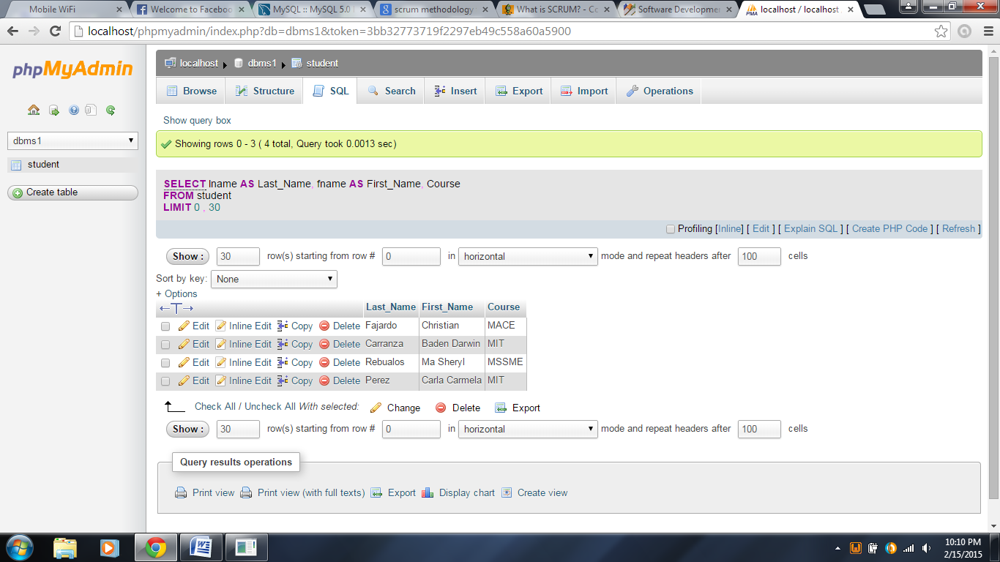 Mobile WiFi Welcome to Faceboo MySQL :: MySQL 5.0 scrum methodology What is SCRUM? - Co Software Developme localhost / localhost
localhost/phpmyadmin/index.php?db=dbms1&token=3bb32773719f2297eb49c558a60a5900
phpMyAdmin
dbms1
student
Create table
localhost dbms1 student
Browse Structure SQL Search Insert Export Import Operations
Show query box
Showing rows 0 - 3 ( 4 total, Query took 0.0013 sec)
SELECT lname AS Last_Name, fname AS First_Name, Course
FROM student
LIMIT 0 , 30
Profiling [Inline] [ Edit ] [ Explain SQL ] [ Create PHP Code ] [ Refresh ]
Show : 30 row(s) starting from row # 0 in horizontal mode and repeat headers after 100 cells
Sort by key: None
+ Options
←T→ Last_Name First_Name Course
Edit Inline Edit Copy Delete Fajardo Christian MACE
Edit Inline Edit Copy Delete Carranza Baden Darwin MIT
Edit Inline Edit Copy Delete Rebualos Ma Sheryl MSSME
Edit Inline Edit Copy Delete Perez Carla Carmela MIT
Check All / Uncheck All With selected: Change Delete Export
Show : 30 row(s) starting from row # 0 in horizontal mode and repeat headers after 100 cells
Query results operations
Print view Print view (with full texts) Export Display chart Create view
10:10 PM
2/15/2015